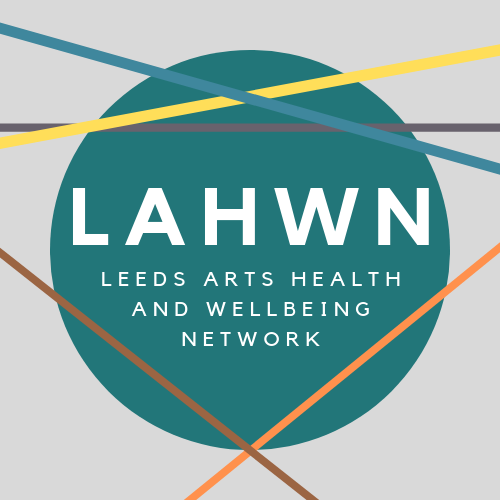 LAHWN
LEEDS ARTS HEALTH
AND WELLBEING
NETWORK